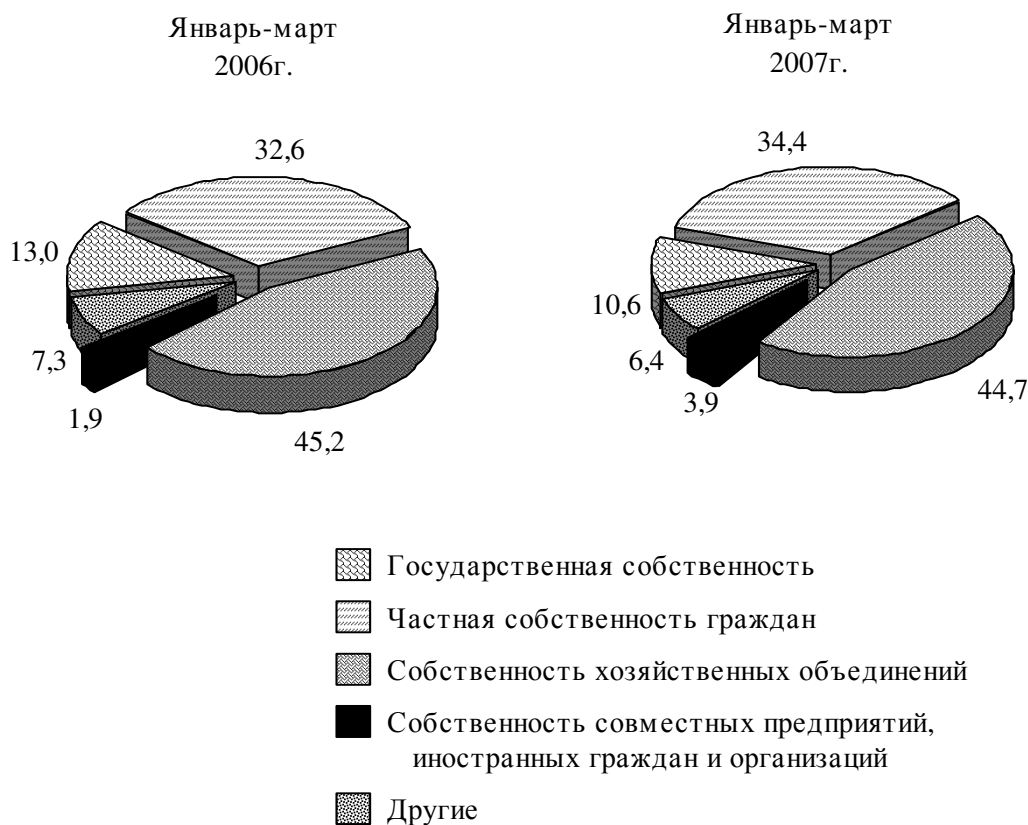 Январь-март
2006г.
32,6
13,0
7,3
1,9
45,2
Январь-март
2007г.
34,4
10,6
6,4
3,9
44,7
Государственная собственность
Частная собственность граждан
Собственность хозяйственных объединений
Собственность совместных предприятий,
иностранных граждан и организаций
Другие